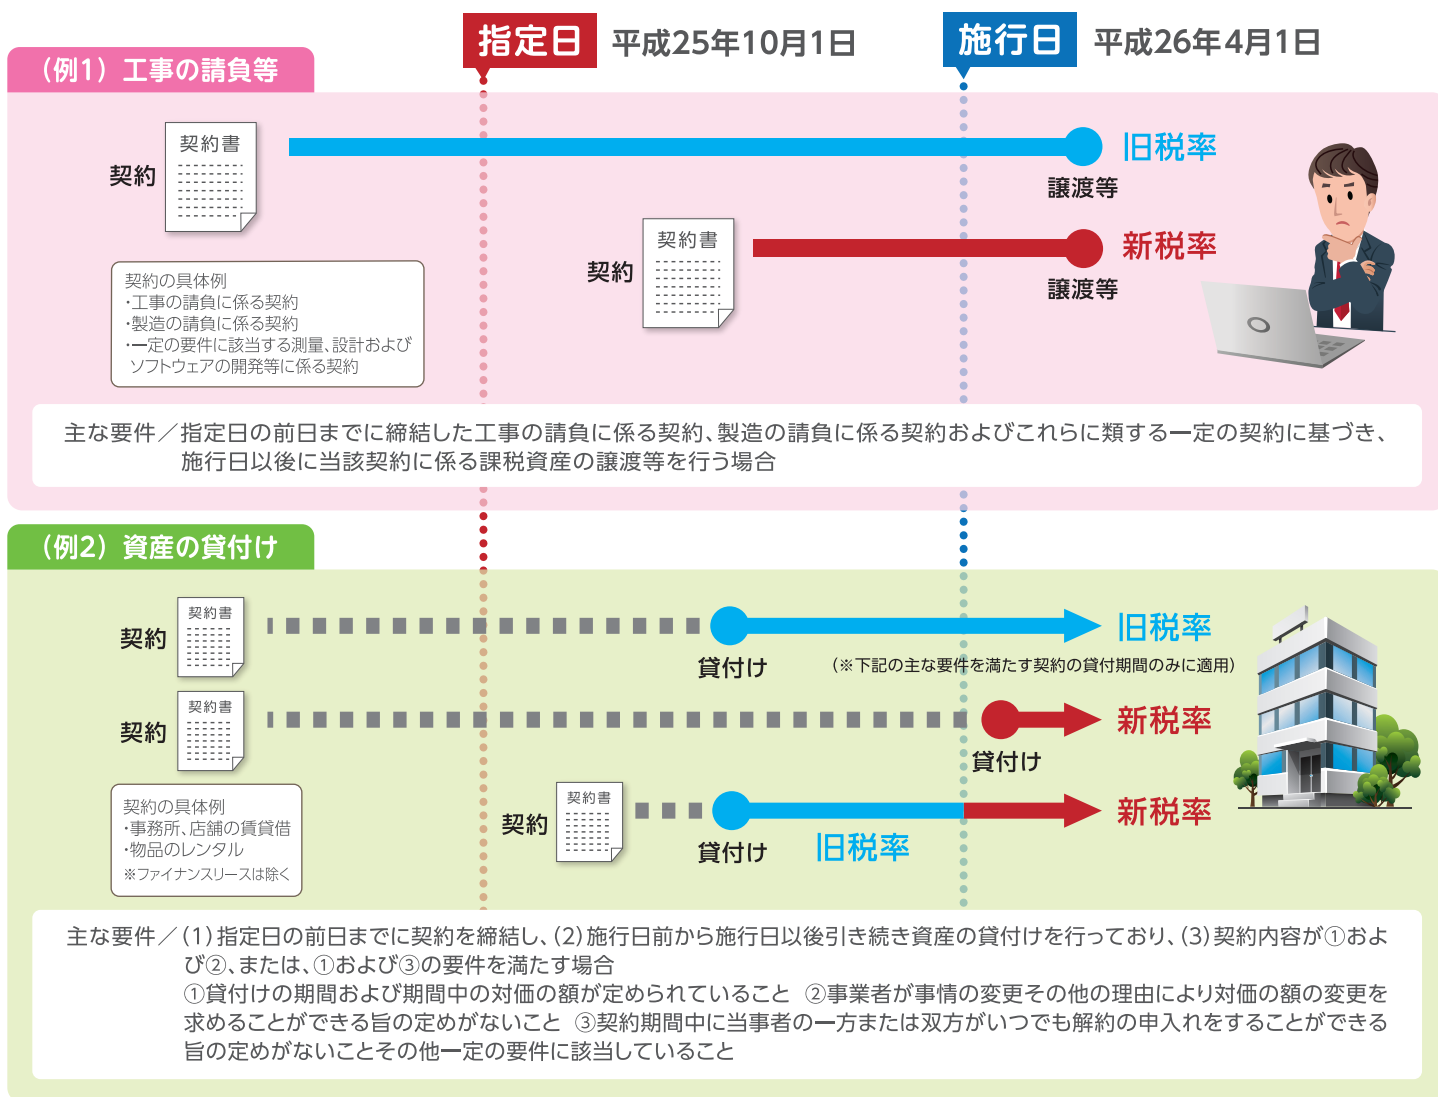 指定日 平成25年10月1日
施行日 平成26年4月1日
（例1）工事の請負等
契約
契約書
旧税率
譲渡等
契約
契約書
新税率
譲渡等
契約の具体例
・工事の請負に係る契約
・製造の請負に係る契約
・一定の要件に該当する測量、設計および
ソフトウェアの開発等に係る契約
主な要件／指定日の前日までに締結した工事の請負に係る契約、製造の請負に係る契約およびこれらに類する一定の契約に基づき、
施行日以後に当該契約に係る課税資産の譲渡等を行う場合
（例2）資産の貸付け
契約
契約書
貸付け
旧税率
（※下記の主な要件を満たす契約の貸付期間のみに適用）
契約
契約書
貸付け
新税率
契約
契約書
貸付け
旧税率
新税率
契約の具体例
・事務所、店舗の賃貸借
・物品のレンタル
※ファイナンスリースは除く
主な要件／（1）指定日の前日までに契約を締結し、（2）施行日前から施行日以後引き続き資産の貸付けを行っており、（3）契約内容が①およ
び②、または、①および③の要件を満たす場合
①貸付けの期間および期間中の対価の額が定められていること ②事業者が事情の変更その他の理由により対価の額の変更を
求めることができる旨の定めがないこと ③契約期間中に当事者の一方または双方がいつでも解約の申入れをすることができる
旨の定めがないことその他一定の要件に該当していること